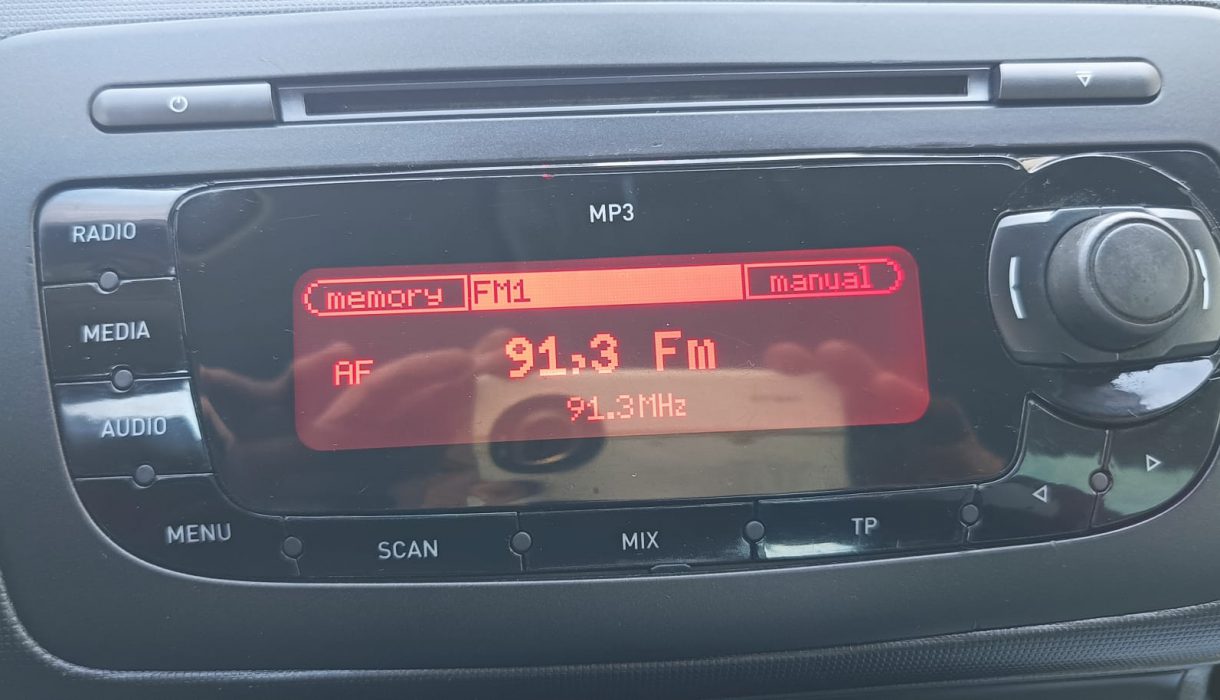 MP3
RADIO
MEDIA
AUDIO
MENU
memory FM1 manual
AF 91,3 Fm
91.3MHz
SCAN MIX TP